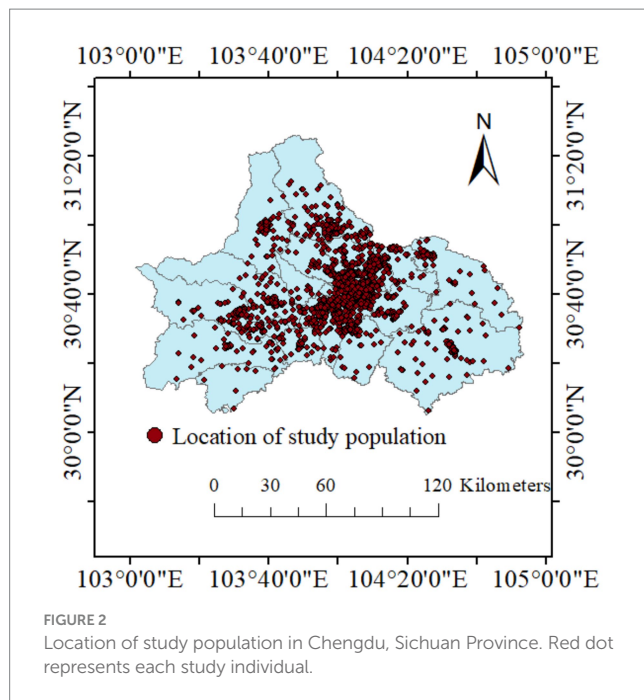 103°0'0"E 103°40'0"E 104°20'0"E 105°0'0"E
N
31°20'0"N
31°20'0"N
30°40'0"N
30°40'0"N
30°0'0"N
30°0'0"N
Location of study population
0 30 60 120 Kilometers
103°0'0"E 103°40'0"E 104°20'0"E 105°0'0"E
FIGURE 2
Location of study population in Chengdu, Sichuan Province. Red dot
represents each study individual.